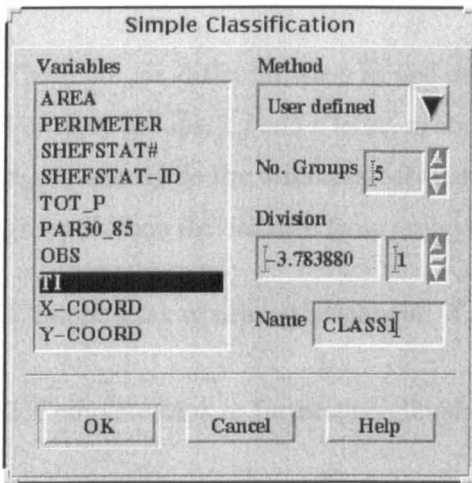 Simple Classification
Variables
AREA
PERIMETER
SHEFSTAT#
SHEFSTAT-ID
TOT_P
PAR30_85
OBS
TI
X-COORD
Y-COORD
Method
User defined
No. Groups 5
Division
-3.783880 1
Name CLASS1
OK Cancel Help